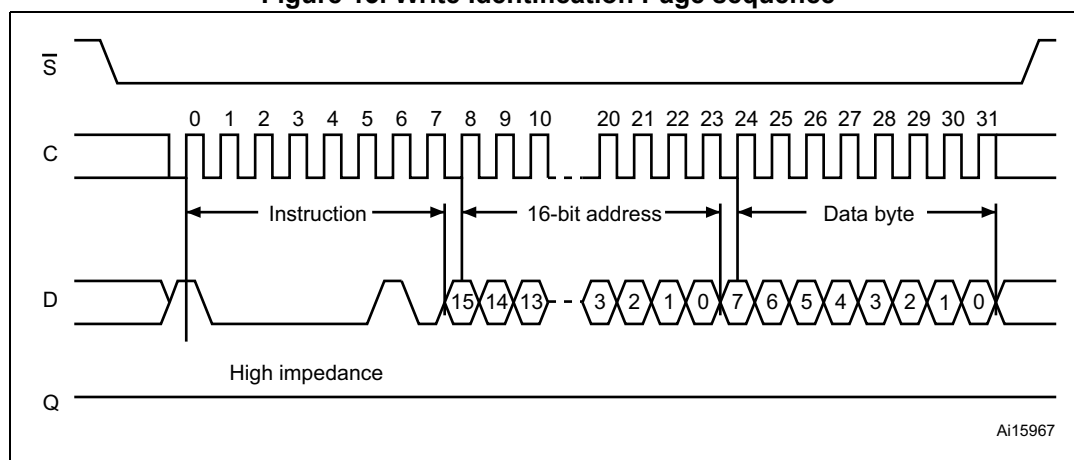 Figure 15. Write identification Page sequence
S
0 1 2 3 4 5 6 7 8 9 10 20 21 22 23 24 25 26 27 28 29 30 31
C
Instruction 16-bit address Data byte
D 15 14 13 3 2 1 0 7 6 5 4 3 2 1 0
High impedance
Q
Ai15967